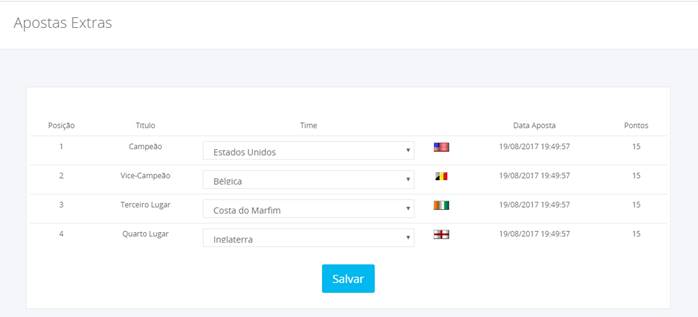 Apostas Extras
Posição Titulo Time Data Aposta Pontos
1 Campeão Estados Unidos 19/08/2017 19:49:57 15
2 Vice-Campeão Bélgica 19/08/2017 19:49:57 15
3 Terceiro Lugar Costa do Marfim 19/08/2017 19:49:57 15
4 Quarto Lugar Inglaterra 19/08/2017 19:49:57 15
Salvar